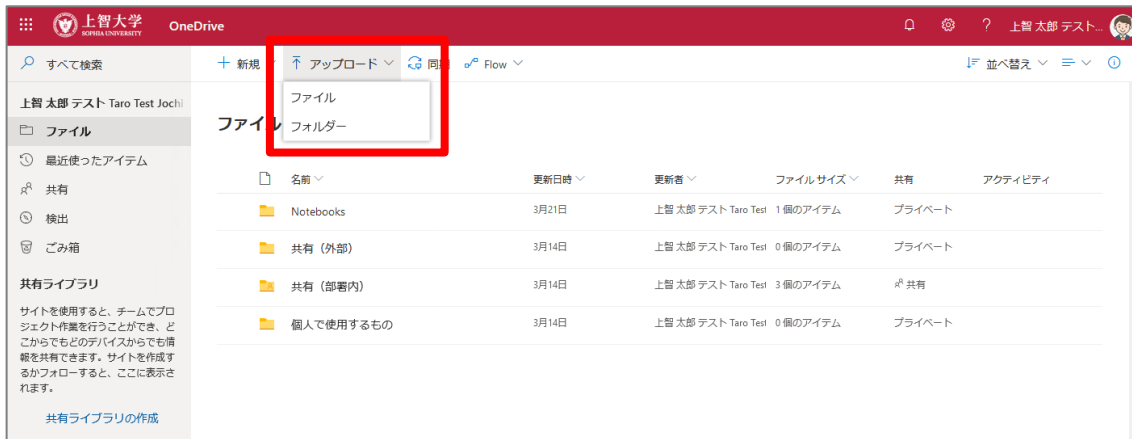 上智大学
SOPHIA UNIVERSITY
OneDrive
? 上智 太郎 テスト...
すべて検索
+ 新規
アップロード
同期
Flow
並べ替え
ファイル
フォルダー
上智 太郎 テスト Taro Test Jochi
ファイル
最近使ったアイテム
共有
検出
ごみ箱
共有ライブラリ
サイトを使用すると、チームでプロ
ジェクト作業を行うことができ、ど
こからでもどのデバイスからでも情
報を共有できます。サイトを作成す
るかフォローすると、ここに表示さ
れます。
共有ライブラリの作成
ファイル
名前 更新日時 更新者 ファイル サイズ 共有 アクティビティ
Notebooks 3月21日 上智 太郎 テスト Taro Test 1 個のアイテム プライベート
共有（外部） 3月14日 上智 太郎 テスト Taro Test 0 個のアイテム プライベート
共有（部署内） 3月14日 上智 太郎 テスト Taro Test 3 個のアイテム 共有
個人で使用するもの 3月14日 上智 太郎 テスト Taro Test 0 個のアイテム プライベート